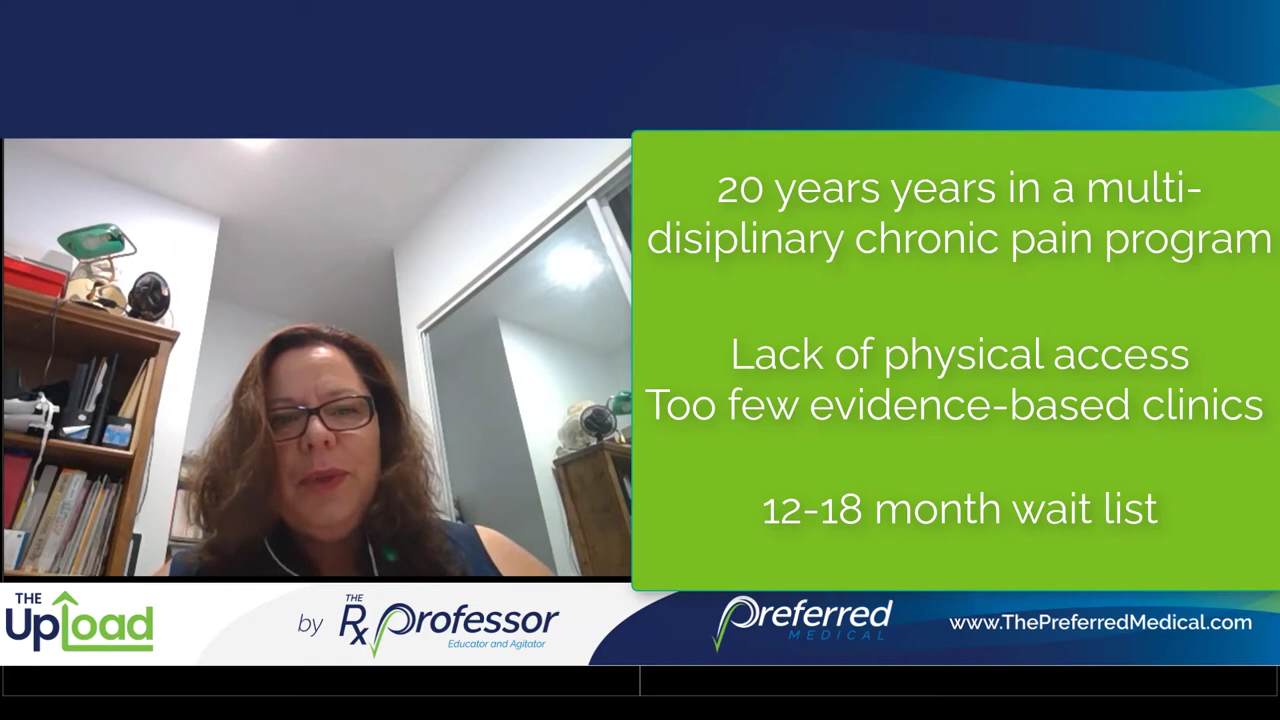 20 years years in a multi-
disiplinary chronic pain program
Lack of physical access
Too few evidence-based clinics
12-18 month wait list
THE
UpLoad
by
THE
Rx Professor
Educator and Agitator
Preferred
MEDICAL
www.ThePreferredMedical.com